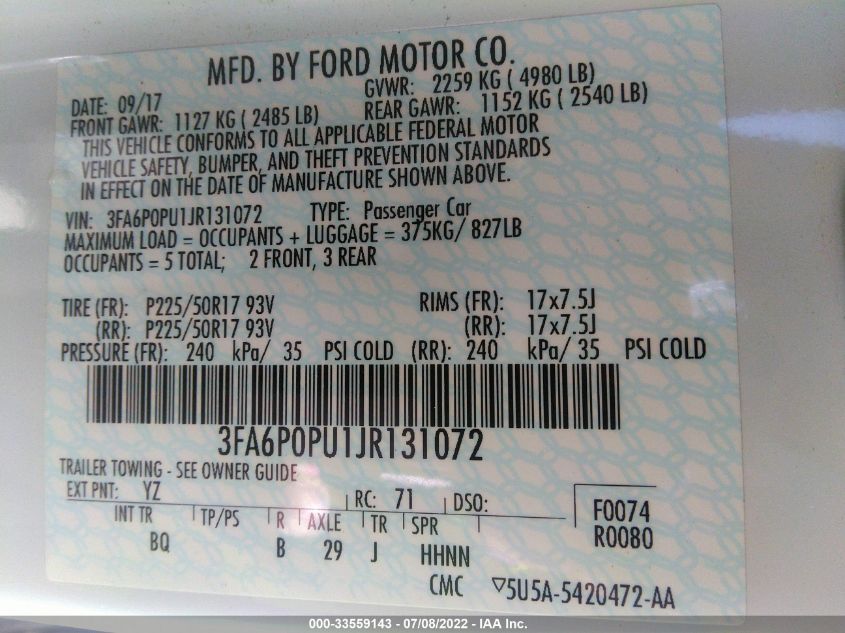 MFD. BY FORD MOTOR CO.
DATE: 09/17 GVWR: 2259 KG ( 4980 LB)
FRONT GAWR: 1127 KG ( 2485 LB) REAR GAWR: 1152 KG ( 2540 LB)
THIS VEHICLE CONFORMS TO ALL APPLICABLE FEDERAL MOTOR
VEHICLE SAFETY, BUMPER, AND THEFT PREVENTION STANDARDS
IN EFFECT ON THE DATE OF MANUFACTURE SHOWN ABOVE.
VIN: 3FA6P0PU1JR131072 TYPE: Passenger Car
MAXIMUM LOAD = OCCUPANTS + LUGGAGE = 375KG/ 827LB
OCCUPANTS = 5 TOTAL; 2 FRONT, 3 REAR
TIRE (FR): P225/50R17 93V RIMS (FR): 17x7.5J
(RR): P225/50R17 93V (RR): 17x7.5J
PRESSURE (FR): 240 kPa/ 35 PSI COLD (RR): 240 kPa/ 35 PSI COLD
3FA6P0PU1JR131072
TRAILER TOWING - SEE OWNER GUIDE
EXT PNT: YZ RC: 71 DSO:
INT TR TP/PS R AXLE TR SPR F0074
BQ B 29 J HHNN R0080
CMC ▽5U5A-5420472-AA
000-33559143 - 07/08/2022 - IAA Inc.